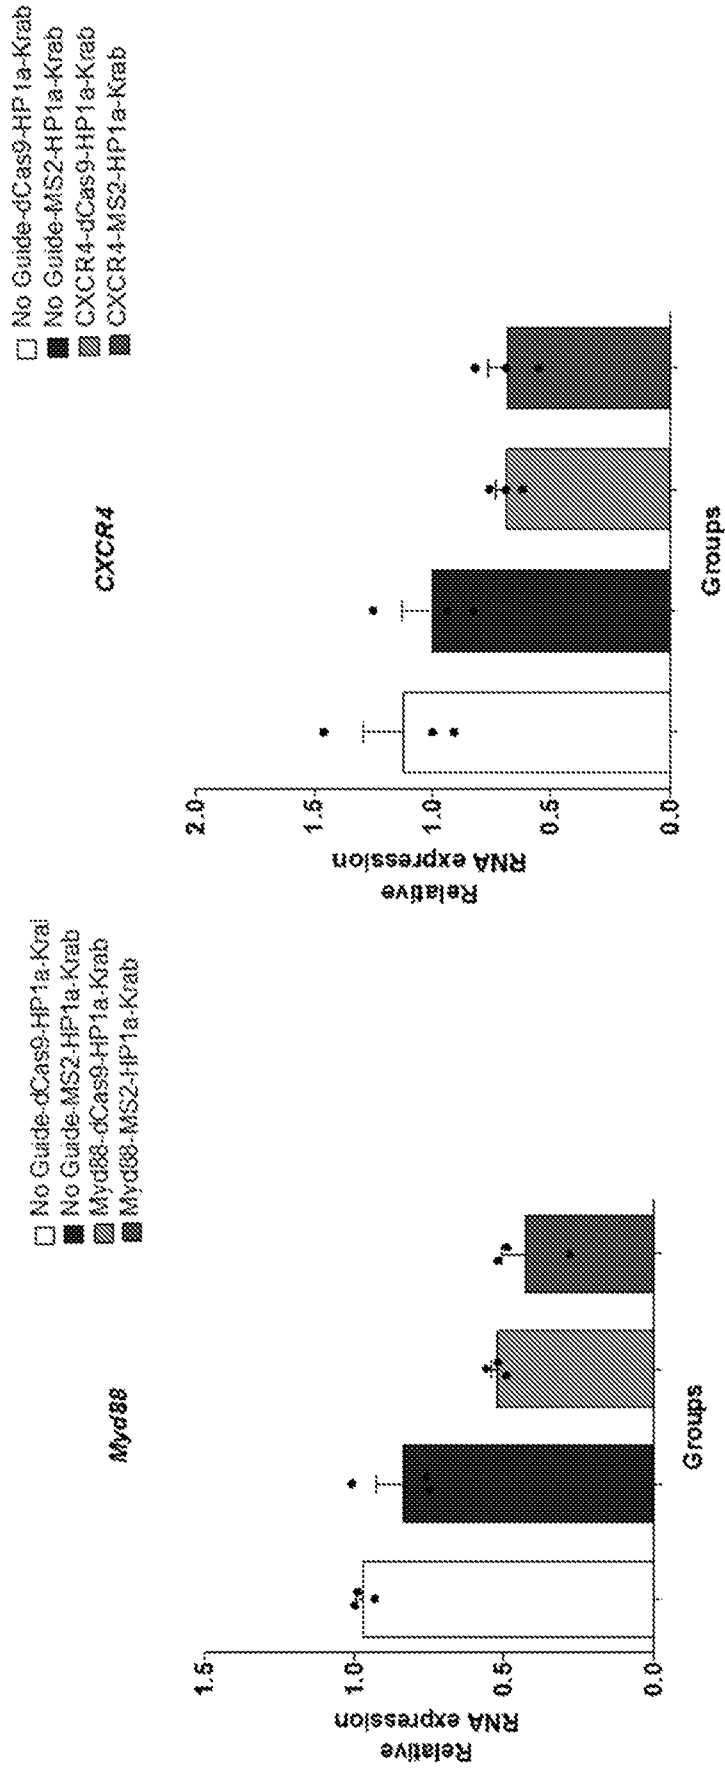 Myd88
No Guide-dCas9-HP1a-Krai
No Guide-MS2-HP1a-Krab
Myd88-dCas9-HP1a-Krab
Myd88-MS2-HP1a-Krab
Relative
RNA expression
1.5
1.0
0.5
0.0
Groups
CXCR4
No Guide-dCas9-HP1a-Krab
No Guide-MS2-HP1a-Krab
CXCR4-dCas9-HP1a-Krab
CXCR4-MS2-HP1a-Krab
Relative
RNA expression
2.0
1.5
1.0
0.5
0.0
Groups